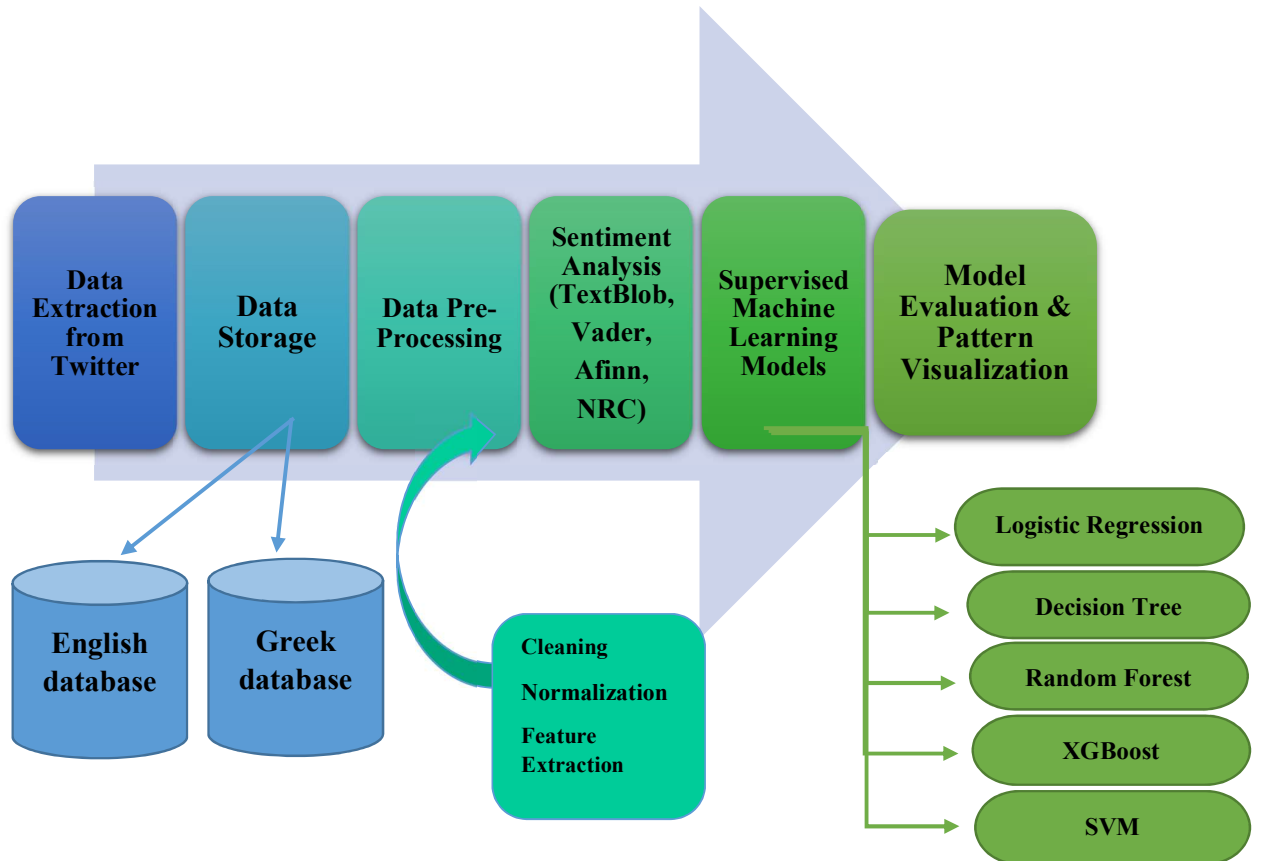 Data
Extraction
from
Twitter
Data
Storage
Data Pre-
Processing
Sentiment
Analysis
(TextBlob,
Vader,
Afinn,
NRC)
Supervised
Machine
Learning
Models
Model
Evaluation &
Pattern
Visualization
English
database
Greek
database
Cleaning
Normalization
Feature
Extraction
Logistic Regression
Decision Tree
Random Forest
XGBoost
SVM